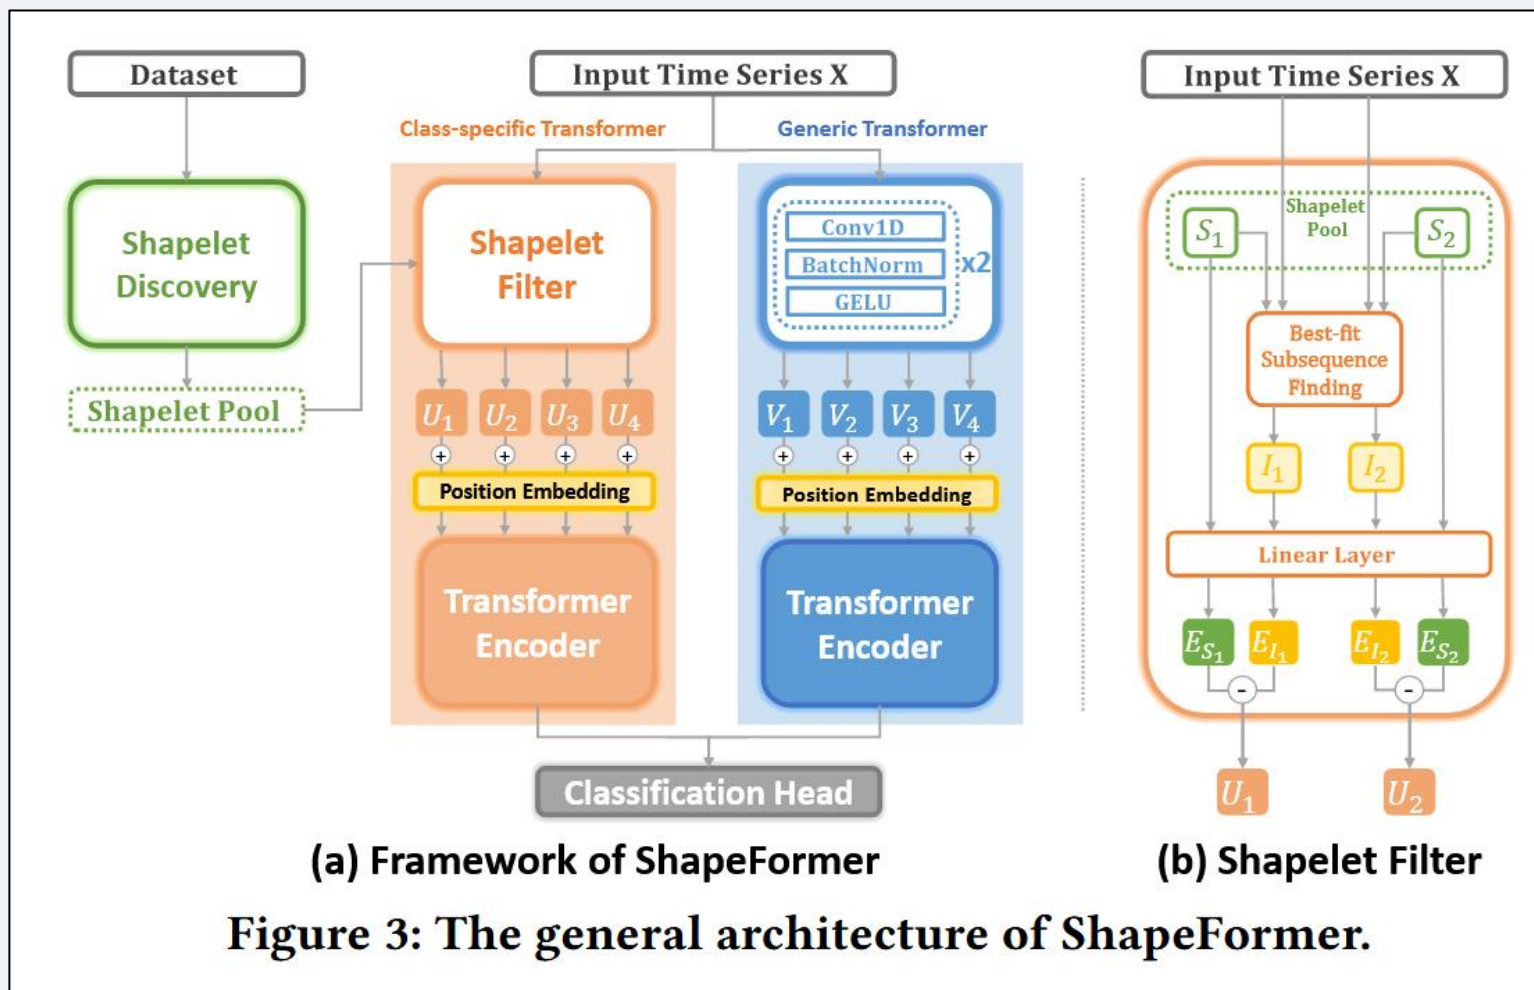 Dataset
Input Time Series X
Class-specific Transformer
Generic Transformer
Shapelet
Discovery
Shapelet Pool
Shapelet
Filter
Conv1D
BatchNorm
GELU
x2
U1 U2 U3 U4
V1 V2 V3 V4
+ + + +
+ + + +
Position Embedding
Position Embedding
Transformer
Encoder
Transformer
Encoder
Classification Head
(a) Framework of ShapeFormer
Input Time Series X
Shapelet
Pool
S1
S2
Best-fit
Subsequence
Finding
I1
I2
Linear Layer
ES1 EI1 EI2 ES2
- -
U1
U2
(b) Shapelet Filter
Figure 3: The general architecture of ShapeFormer.